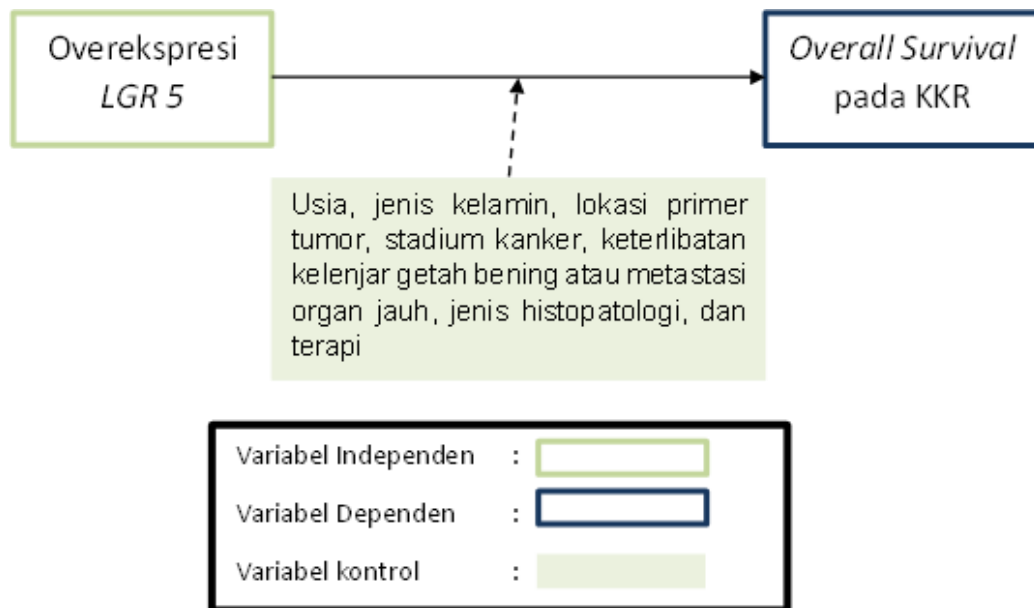 Overekspresi
LGR 5
Overall Survival
pada KKR
Usia, jenis kelamin, lokasi primer
tumor, stadium kanker, keterlibatan
kelenjar getah bening atau metastasi
organ jauh, jenis histopatologi, dan
terapi
Variabel Independen :
Variabel Dependen :
Variabel kontrol :